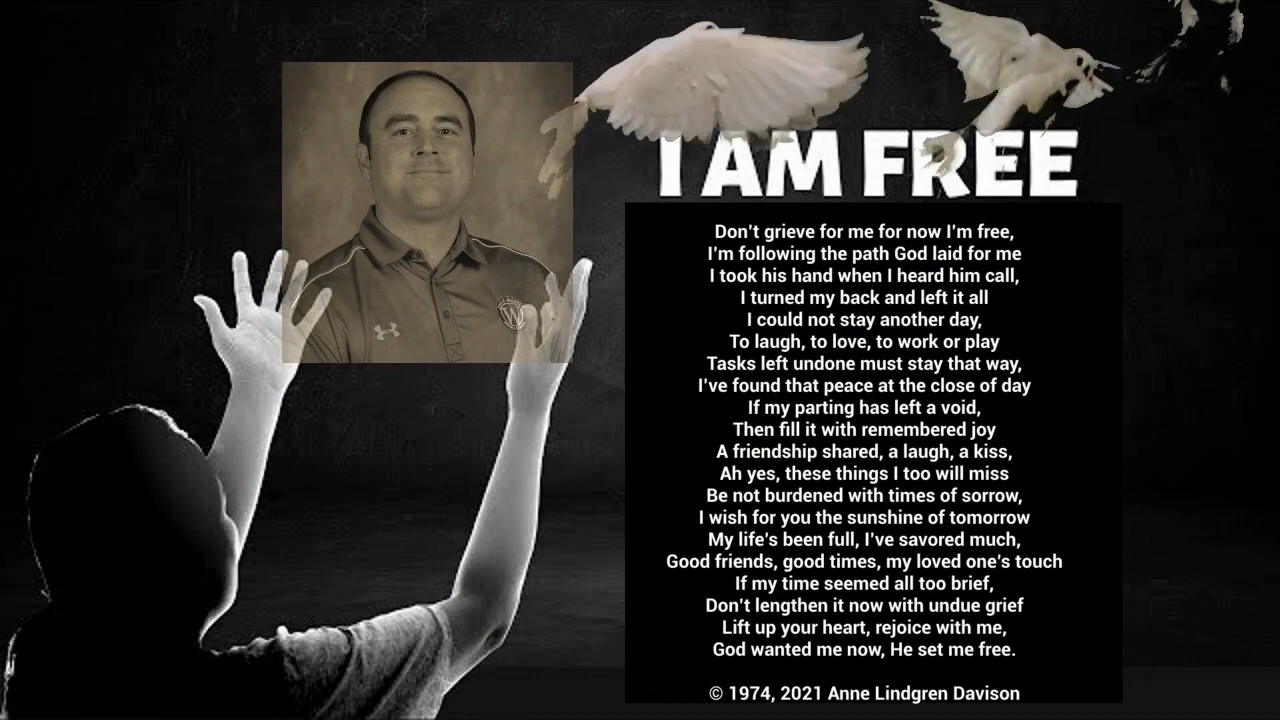 I AM FREE
Don't grieve for me for now I'm free,
I'm following the path God laid for me
I took his hand when I heard him call,
I turned my back and left it all
I could not stay another day,
To laugh, to love, to work or play
Tasks left undone must stay that way,
I've found that peace at the close of day
If my parting has left a void,
Then fill it with remembered joy
A friendship shared, a laugh, a kiss,
Ah yes, these things I too will miss
Be not burdened with times of sorrow,
I wish for you the sunshine of tomorrow
My life's been full, I've savored much,
Good friends, good times, my loved one's touch
If my time seemed all too brief,
Don't lengthen it now with undue grief
Lift up your heart, rejoice with me,
God wanted me now, He set me free.
© 1974, 2021 Anne Lindgren Davison
W